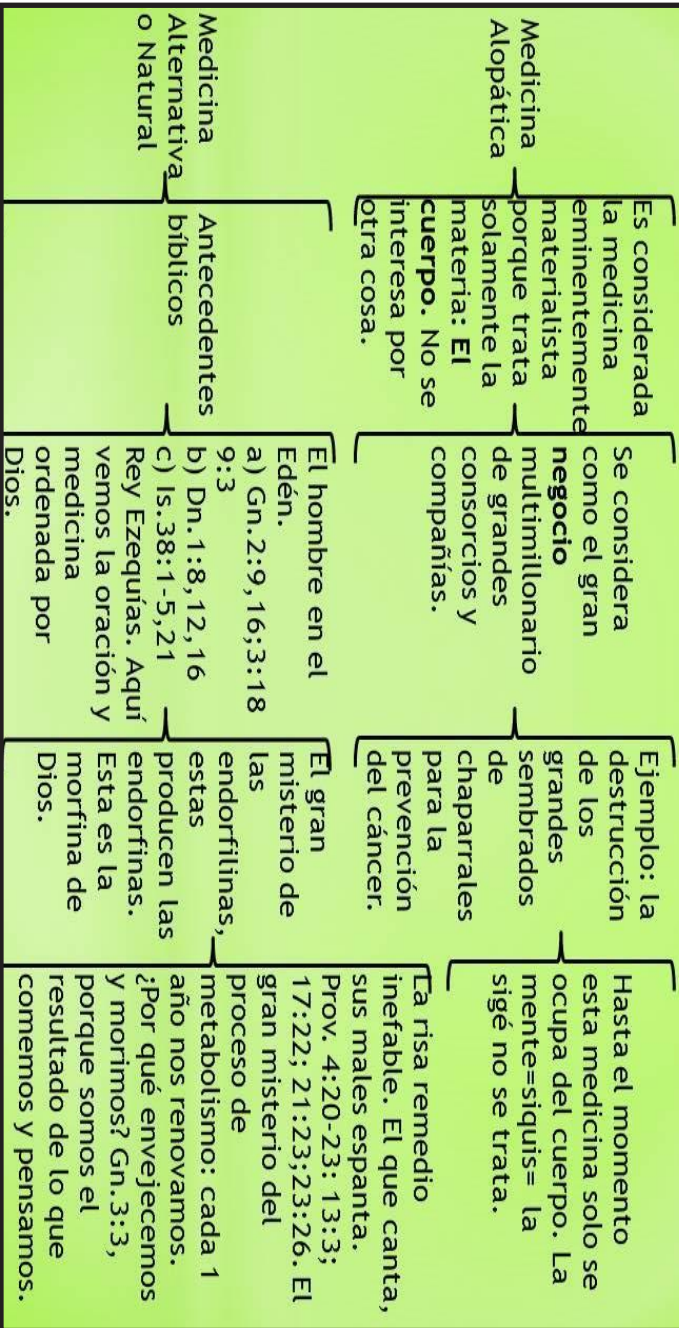 Medicina
Alopática
Es considerada
la medicina
eminentemente
materialista
porque trata
solamente la
materia: El
cuerpo. No se
interesa por
otra cosa.
Se considera
como el gran
negocio
multimillonario
de grandes
consorcios y
compañías.
Ejemplo: la
destrucción
de los
grandes
sembrados
de
chaparrales
para la
prevención
del cáncer.
Hasta el momento
esta medicina solo se
ocupa del cuerpo. La
mente=siquis= la
sigé no se trata.
Medicina
Alternativa
o Natural
Antecedentes
bíblicos
El hombre en el
Edén.
a) Gn.2:9,16;3:18
9:3
b) Dn.1:8,12,16
c) Is.38:1-5,21
Rey Ezequías. Aquí
vemos la oración y
medicina
ordenada por
Dios.
El gran
misterio de
las
endorfilinas,
estas
producen las
endorfinas.
Esta es la
morfina de
Dios.
La risa remedio
inefable. El que canta,
sus males espanta.
Prov. 4:20-23: 13:3;
17:22; 21:23;23:26. El
gran misterio del
proceso de
metabolismo: cada 1
año nos renovamos.
¿Por qué envejecemos
y morimos? Gn.3:3,
porque somos el
resultado de lo que
comemos y pensamos.